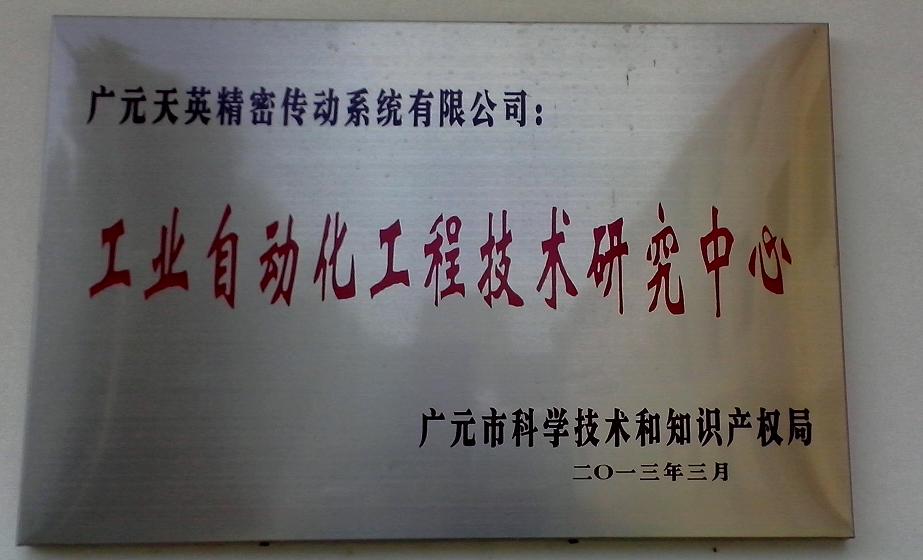 广元天英精密传动系统有限公司:
工业自动化工程技术研究中心
广元市科学技术和知识产权局
二〇一三年三月